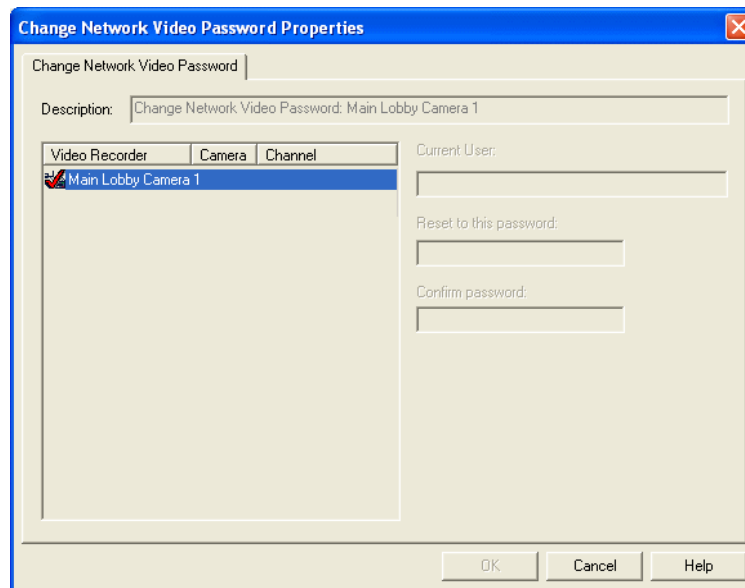 Change Network Video Password Properties
Change Network Video Password
Description: Change Network Video Password: Main Lobby Camera 1
Video Recorder Camera Channel
Main Lobby Camera 1
Current User:
Reset to this password:
Confirm password:
OK Cancel Help